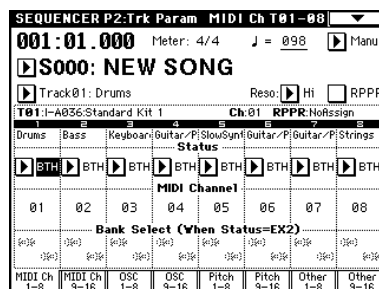 SEQUENCER P2:Trk Param MIDI Ch T01-08
001:01.000 Meter: 4/4 ♩ = 098 Manu
S000: NEW SONG
Track01: Drums Reso: Hi RPPR
T01:I-A036:Standard Kit 1 Ch:01 RPPR:NoAssign
1 2 3 4 5 6 7 8
Drums Bass Keyboar Guitar/P SlowSynt Guitar/P Guitar/P Strings
Status
BTH BTH BTH BTH BTH BTH BTH BTH
MIDI Channel
01 02 03 04 05 06 07 08
Bank Select (When Status=EX2)
MIDI Ch 1-8 MIDI Ch 9-16 OSC 1-8 OSC 9-16 Pitch 1-8 Pitch 9-16 Other 1-8 Other 9-16